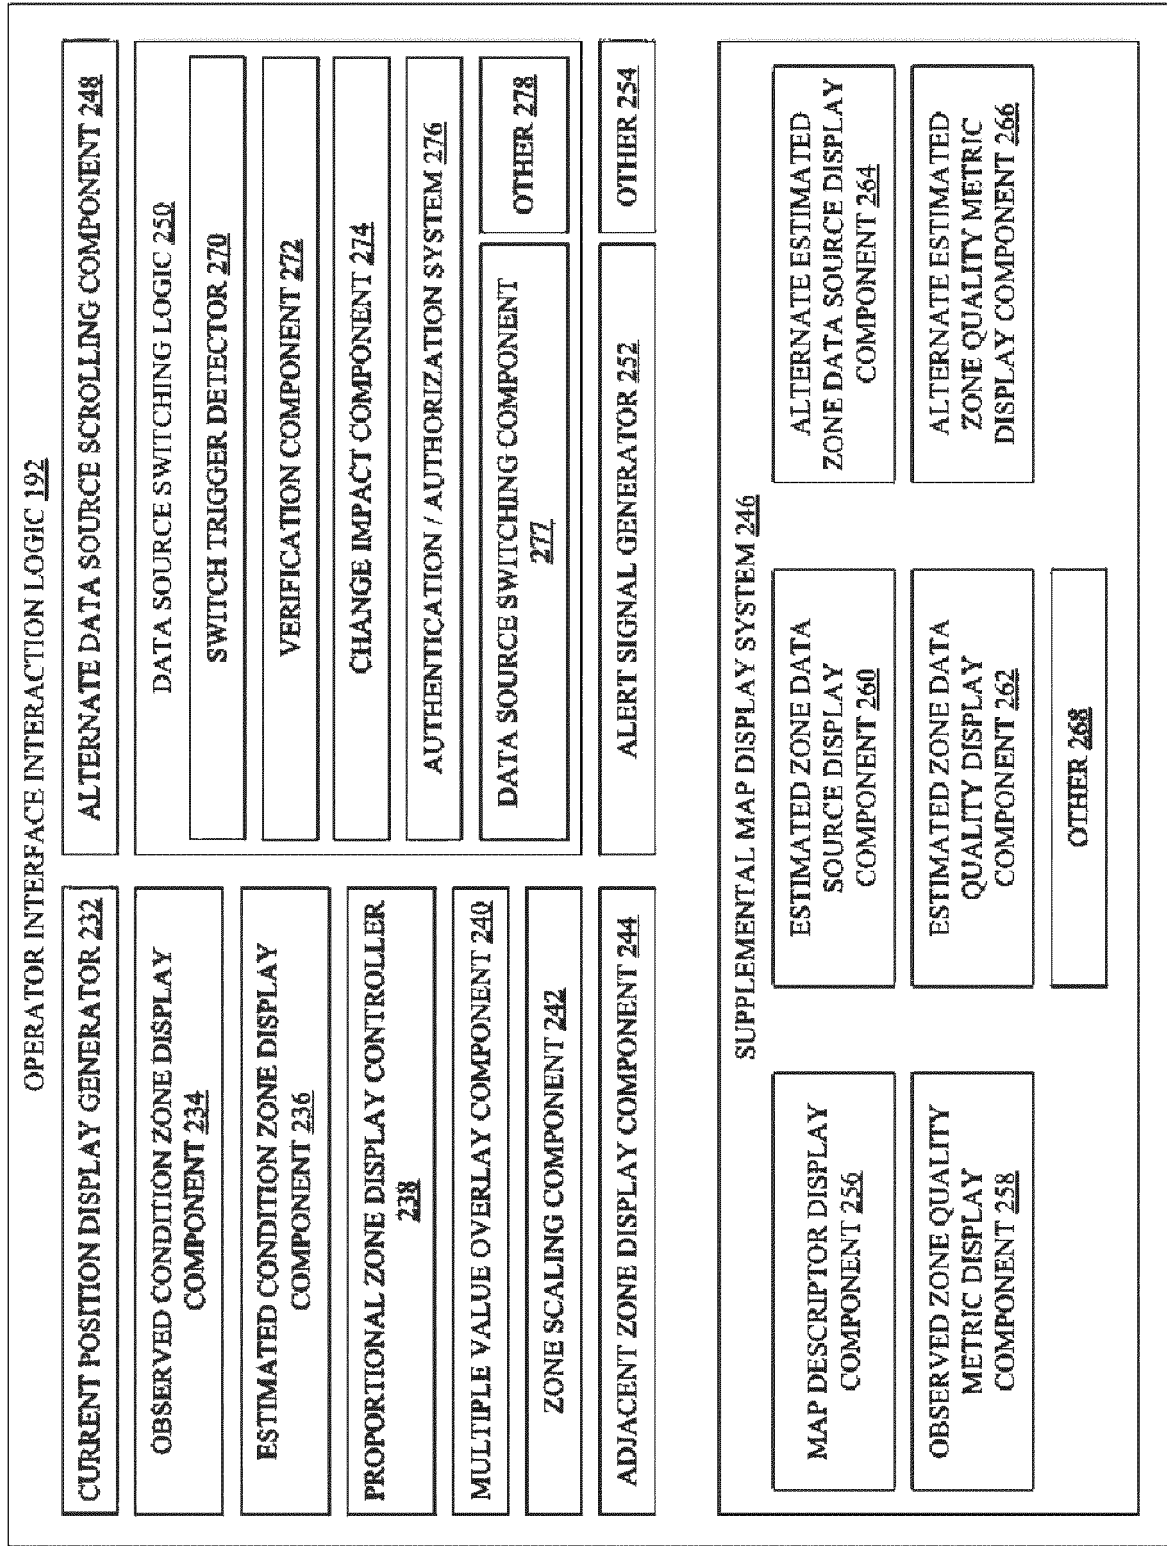 OPERATOR INTERFACE INTERACTION LOGIC 192
CURRENT POSITION DISPLAY GENERATOR 232
OBSERVED CONDITION ZONE DISPLAY
COMPONENT 234
ESTIMATED CONDITION ZONE DISPLAY
COMPONENT 236
PROPORTIONAL ZONE DISPLAY CONTROLLER
238
MULTIPLE VALUE OVERLAY COMPONENT 240
ZONE SCALING COMPONENT 242
ADJACENT ZONE DISPLAY COMPONENT 244
ALTERNATE DATA SOURCE SCROLLING COMPONENT 248
DATA SOURCE SWITCHING LOGIC 250
SWITCH TRIGGER DETECTOR 270
VERIFICATION COMPONENT 272
CHANGE IMPACT COMPONENT 274
AUTHENTICATION / AUTHORIZATION SYSTEM 276
DATA SOURCE SWITCHING COMPONENT
277
OTHER 278
ALERT SIGNAL GENERATOR 252
OTHER 254
SUPPLEMENTAL MAP DISPLAY SYSTEM 246
MAP DESCRIPTOR DISPLAY
COMPONENT 256
ESTIMATED ZONE DATA
SOURCE DISPLAY
COMPONENT 260
ALTERNATE ESTIMATED
ZONE DATA SOURCE DISPLAY
COMPONENT 264
OBSERVED ZONE QUALITY
METRIC DISPLAY
COMPONENT 258
ESTIMATED ZONE DATA
QUALITY DISPLAY
COMPONENT 262
ALTERNATE ESTIMATED
ZONE QUALITY METRIC
DISPLAY COMPONENT 266
OTHER 268